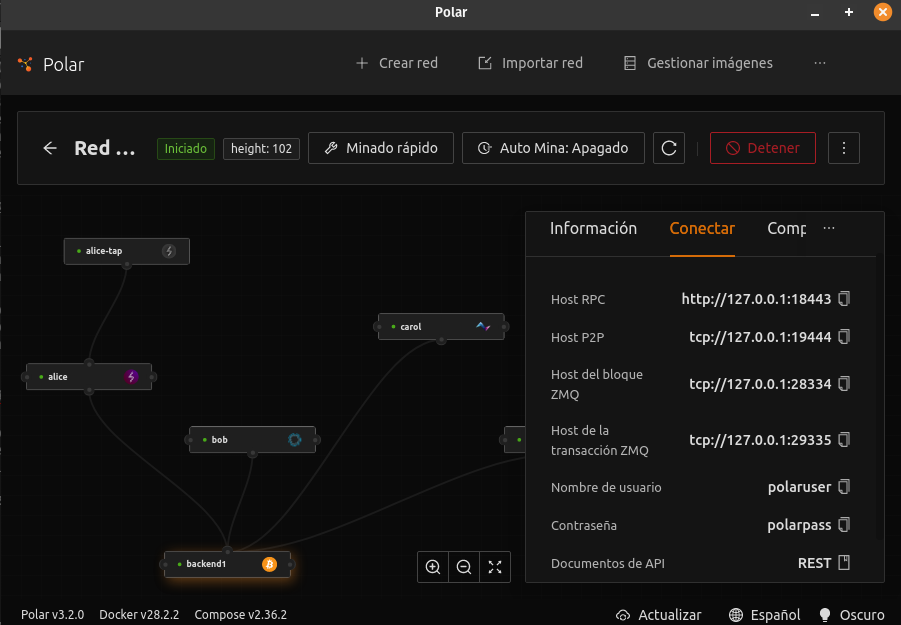 Polar
Polar
Crear red
Importar red
Gestionar imágenes
Red ...
Iniciado
height: 102
Minado rápido
Auto Mina: Apagado
Detener
alice-tap
alice
bob
carol
backend1
Información
Conectar
Comp
Host RPC
http://127.0.0.1:18443
Host P2P
tcp://127.0.0.1:19444
Host del bloque
ZMQ
tcp://127.0.0.1:28334
Host de la
transacción ZMQ
tcp://127.0.0.1:29335
Nombre de usuario
polaruser
Contraseña
polarpass
Documentos de API
REST
Polar v3.2.0
Docker v28.2.2
Compose v2.36.2
Actualizar
Español
Oscuro